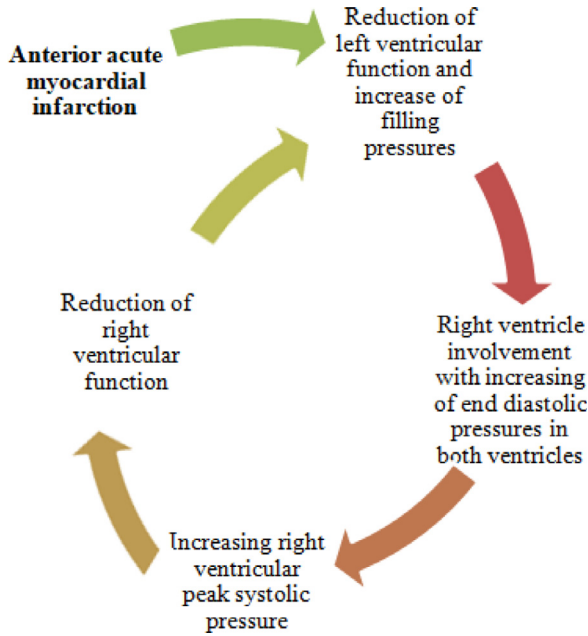 Anterior acute
myocardial
infarction
Reduction of
left ventricular
function and
increase of
filling
pressures
Right ventricle
involvement
with increasing
of end diastolic
pressures in
both ventricles
Increasing right
ventricular
peak systolic
pressure
Reduction of
right
ventricular
function